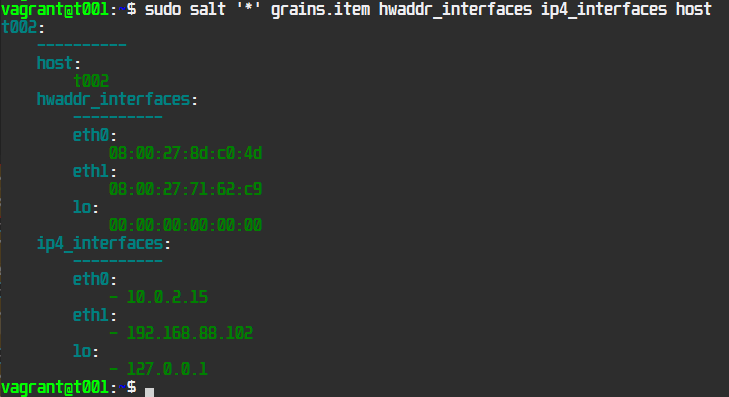 vagrant@t001:~$ sudo salt '*' grains.item hwaddr_interfaces ip4_interfaces host
t002:
    ----------
    host:
        t002
    hwaddr_interfaces:
        ----------
        eth0:
            08:00:27:8d:c0:4d
        eth1:
            08:00:27:71:62:c9
        lo:
            00:00:00:00:00:00
    ip4_interfaces:
        ----------
        eth0:
            - 10.0.2.15
        eth1:
            - 192.168.88.102
        lo:
            - 127.0.0.1
vagrant@t001:~$